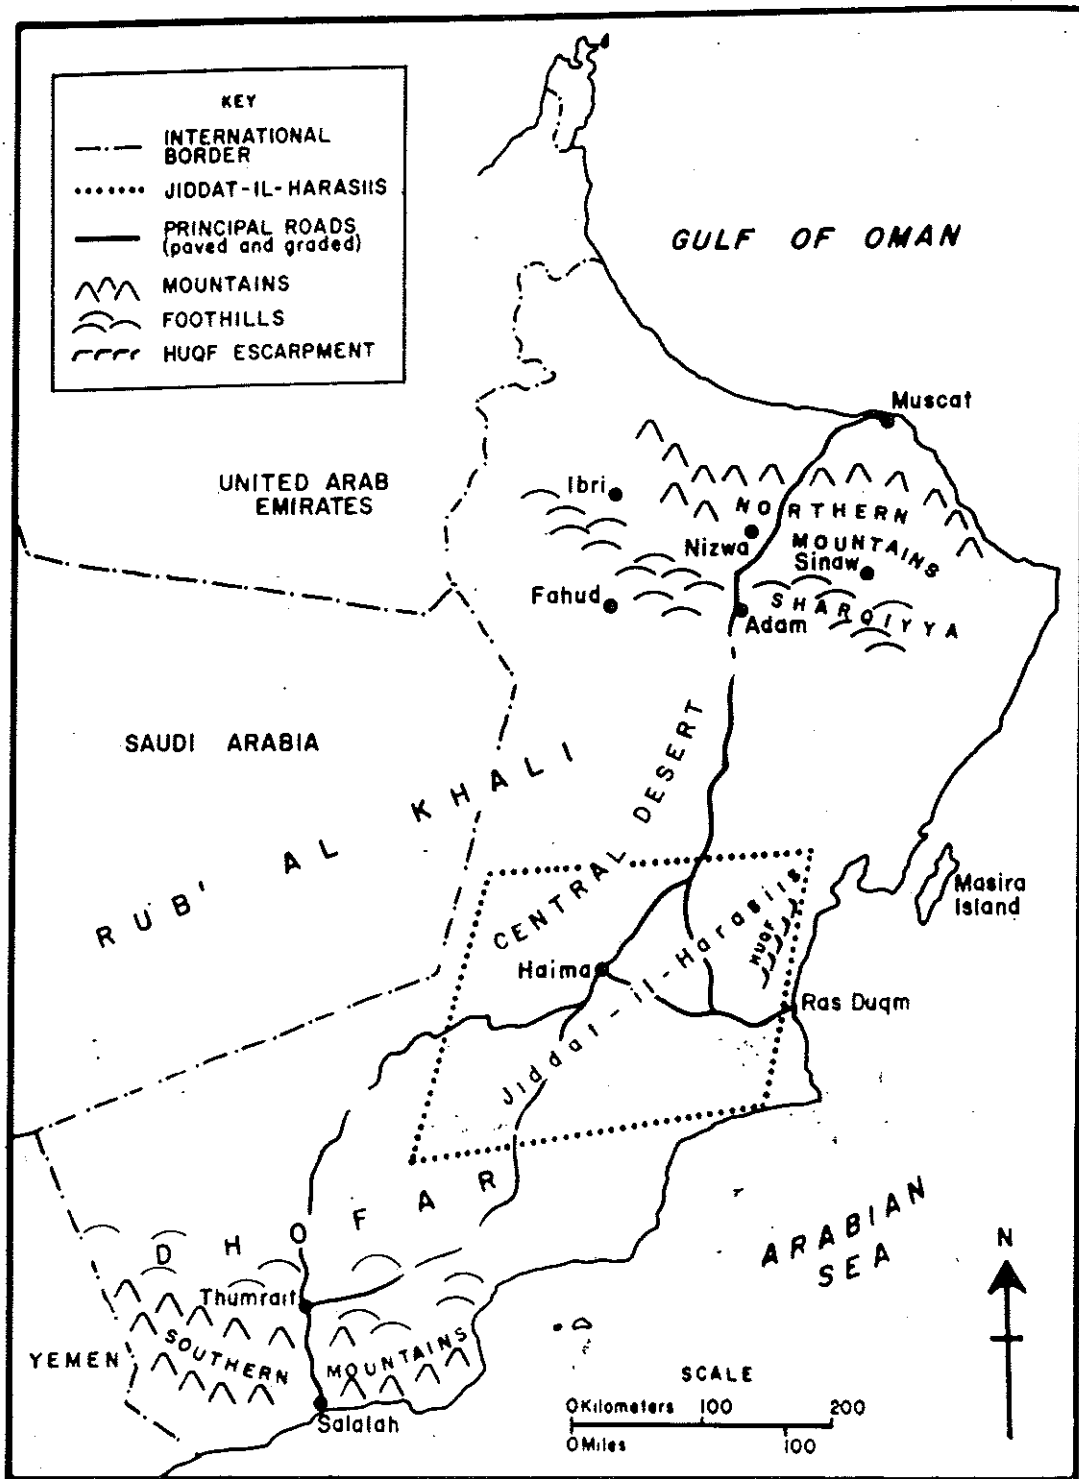 KEY
INTERNATIONAL
BORDER
JIDDAT-IL-HARASIIS
PRINCIPAL ROADS
(paved and graded)
MOUNTAINS
FOOTHILLS
HUQF ESCARPMENT
GULF OF OMAN
Muscat
UNITED ARAB
EMIRATES
Ibri
NORTHERN
MOUNTAINS
Nizwa
Sinaw
Fahud
SHARQIYYA
Adam
SAUDI ARABIA
RUB' AL KHALI
CENTRAL DESERT
Masira
Island
HUQF
Haima
Jiddat-il-Harasiis
Ras Duqm
DHOFAR
ARABIAN
SEA
N
Thumrait
YEMEN
SOUTHERN MOUNTAINS
Salalah
SCALE
0 Kilometers 100 200
0 Miles 100